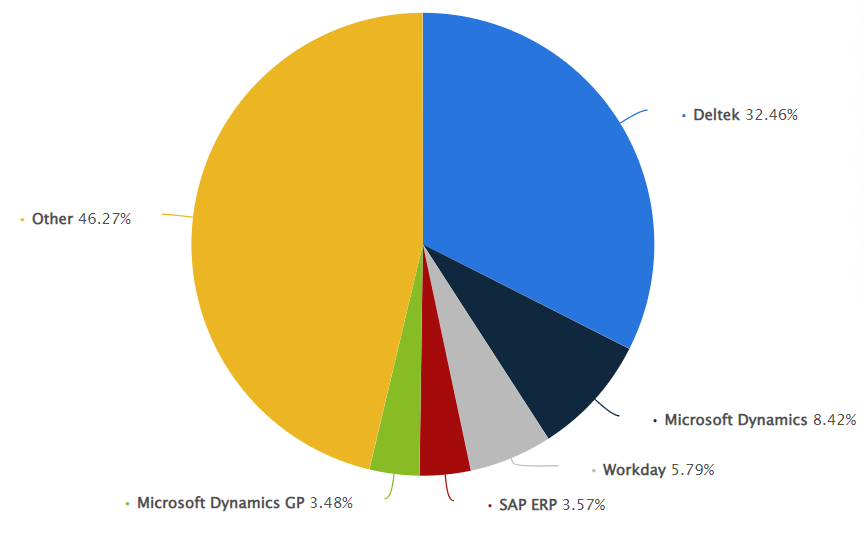 Deltek 32.46%
Other 46.27%
Microsoft Dynamics 8.42%
Workday 5.79%
Microsoft Dynamics GP 3.48%
SAP ERP 3.57%